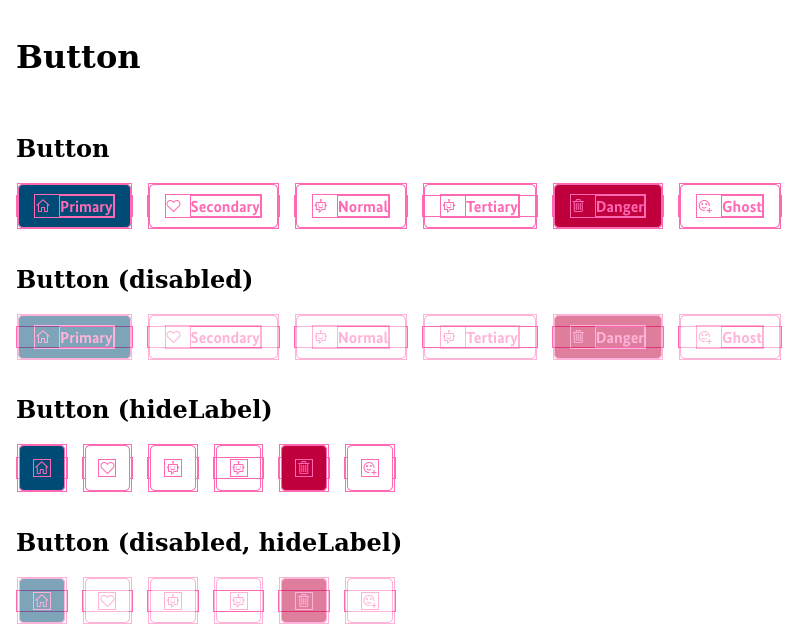 Button
Button
Primary Secondary Normal Tertiary Danger Ghost
Button (disabled)
Primary Secondary Normal Tertiary Danger Ghost
Button (hideLabel)
Button (disabled, hideLabel)